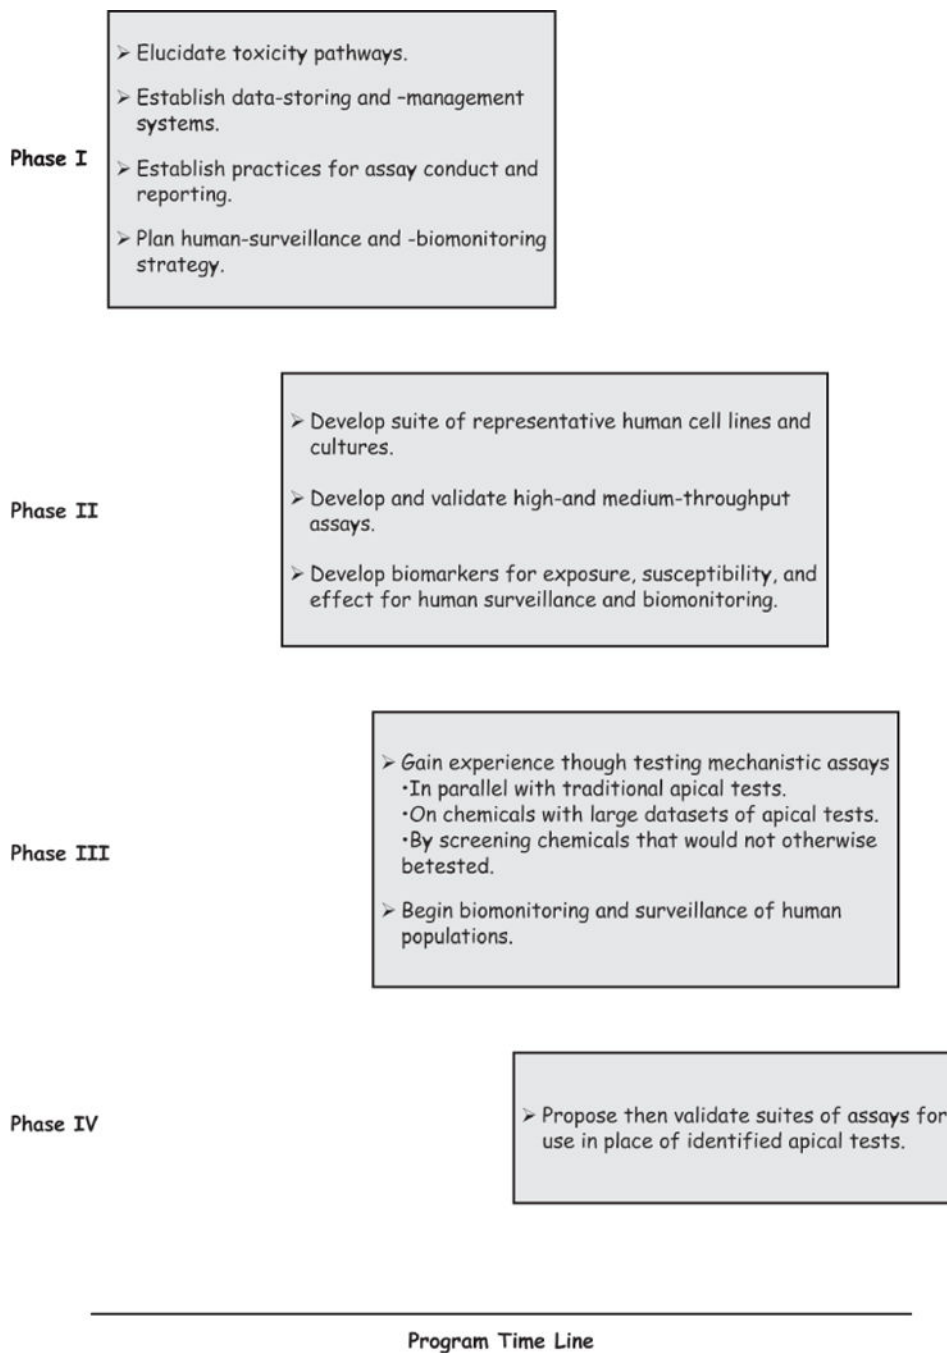 ➢ Elucidate toxicity pathways.
➢ Establish data-storing and –management
systems.
Phase I
➢ Establish practices for assay conduct and
reporting.
➢ Plan human-surveillance and -biomonitoring
strategy.
➢ Develop suite of representative human cell lines and
cultures.
Phase II
➢ Develop and validate high-and medium-throughput
assays.
➢ Develop biomarkers for exposure, susceptibility, and
effect for human surveillance and biomonitoring.
➢ Gain experience though testing mechanistic assays
•In parallel with traditional apical tests.
•On chemicals with large datasets of apical tests.
•By screening chemicals that would not otherwise
betested.
Phase III
➢ Begin biomonitoring and surveillance of human
populations.
Phase IV
➢ Propose then validate suites of assays for
use in place of identified apical tests.
Program Time Line